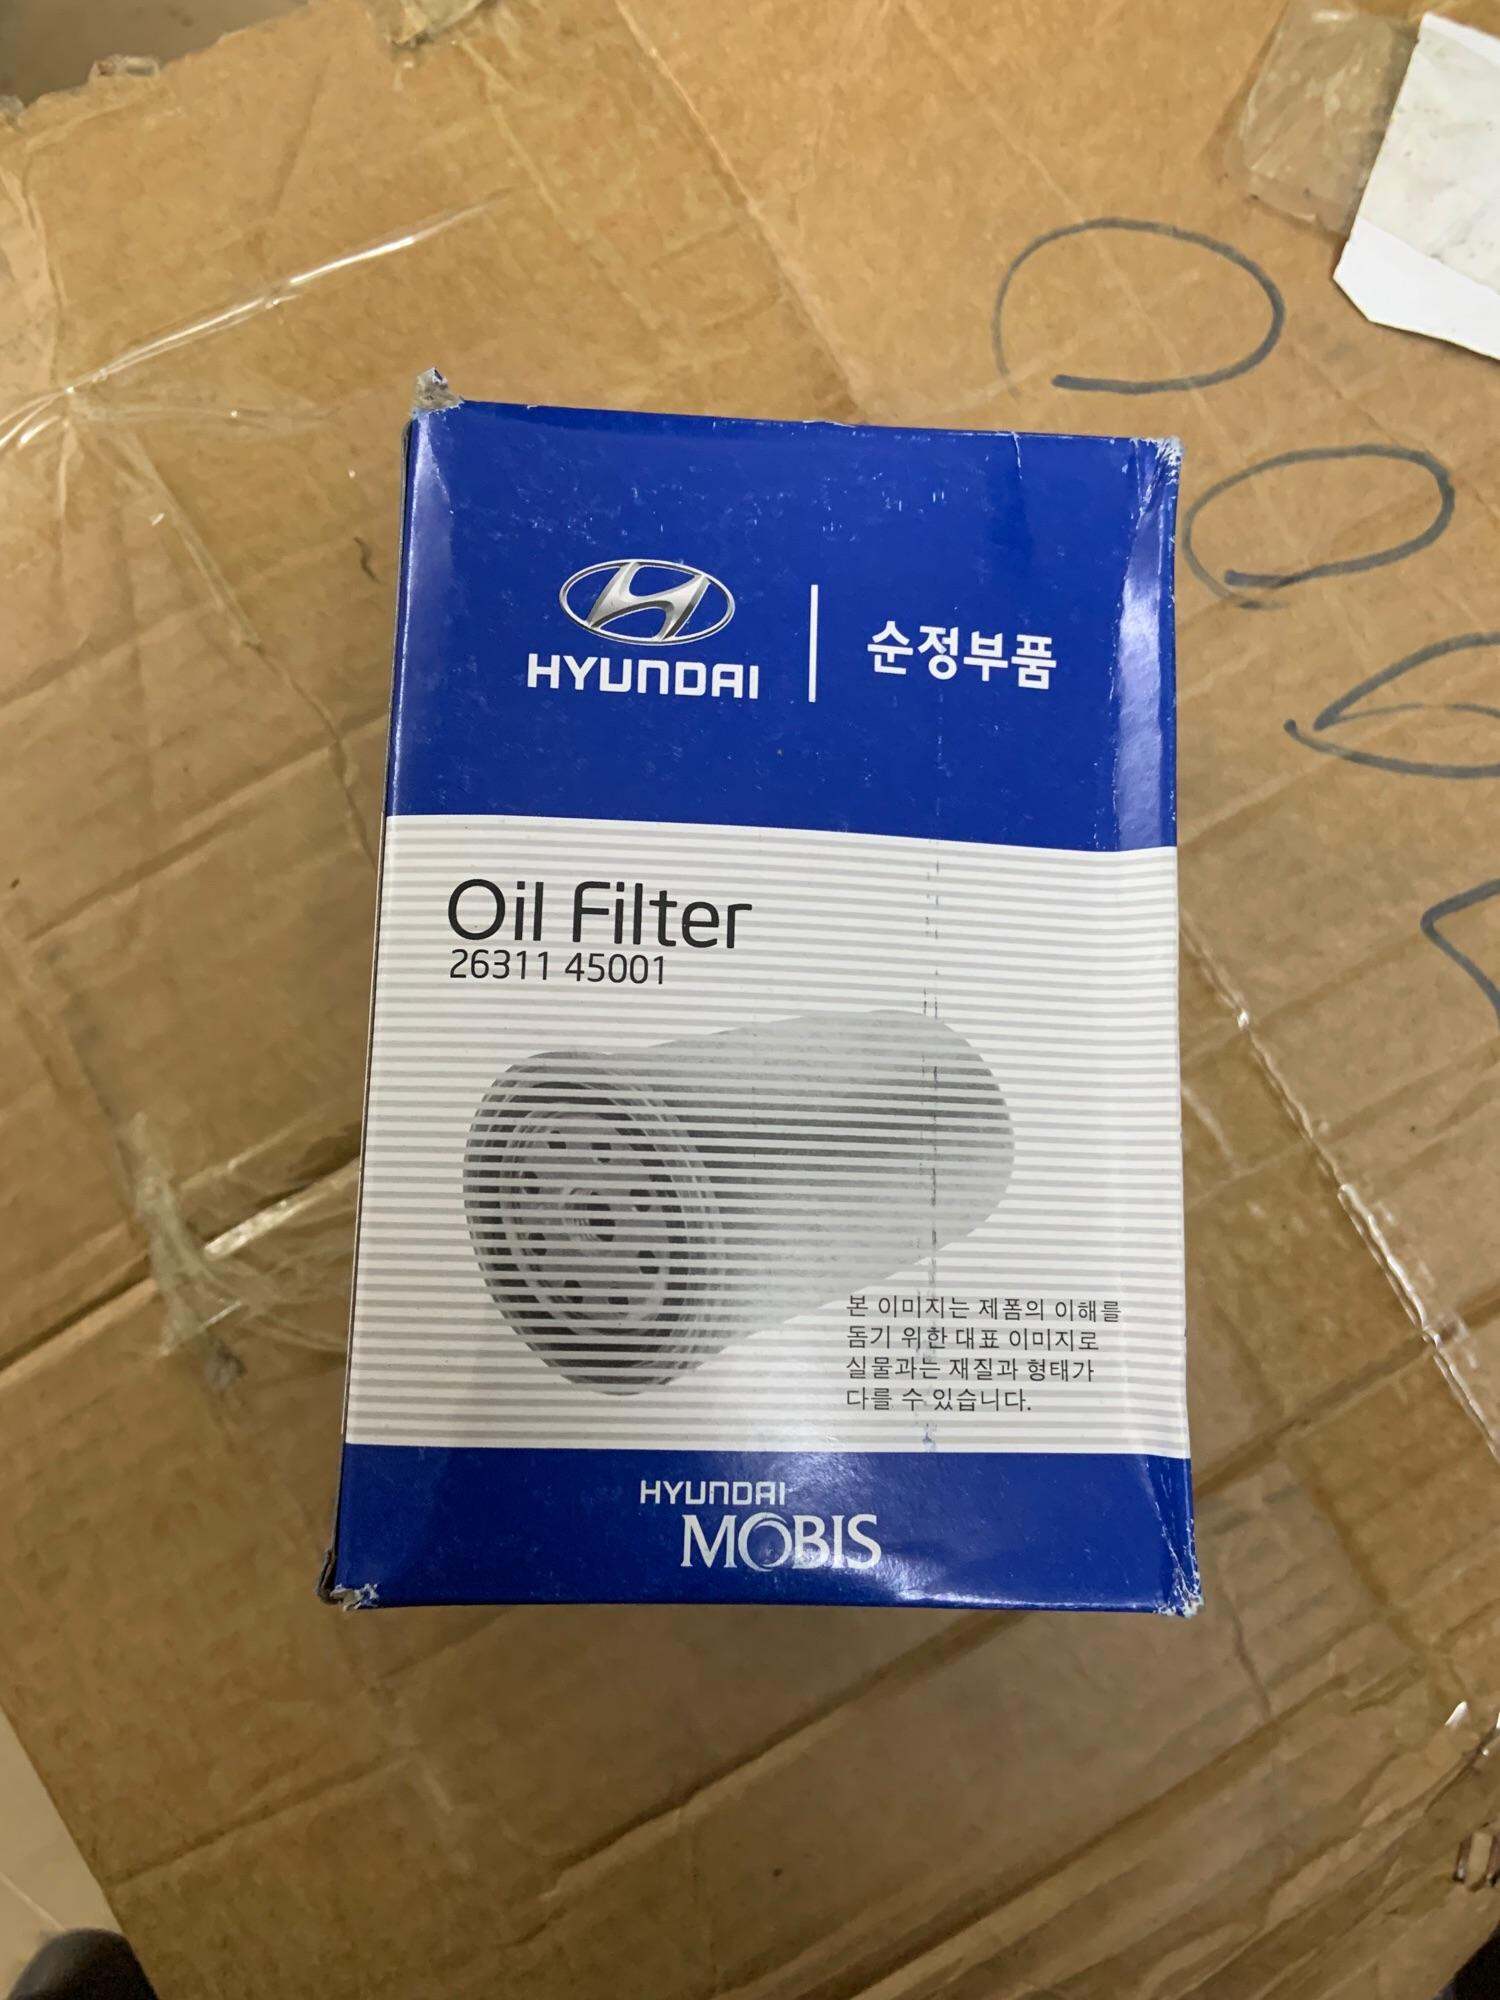 HYUNDAI
순정부품
Oil Filter
26311 45001
본 이미지는 제폼의 이해를
돕기 위한 대표 이미지로
실물과는 재질과 형태가
다를 수 있습니다.
HYUNDAI
MOBIS